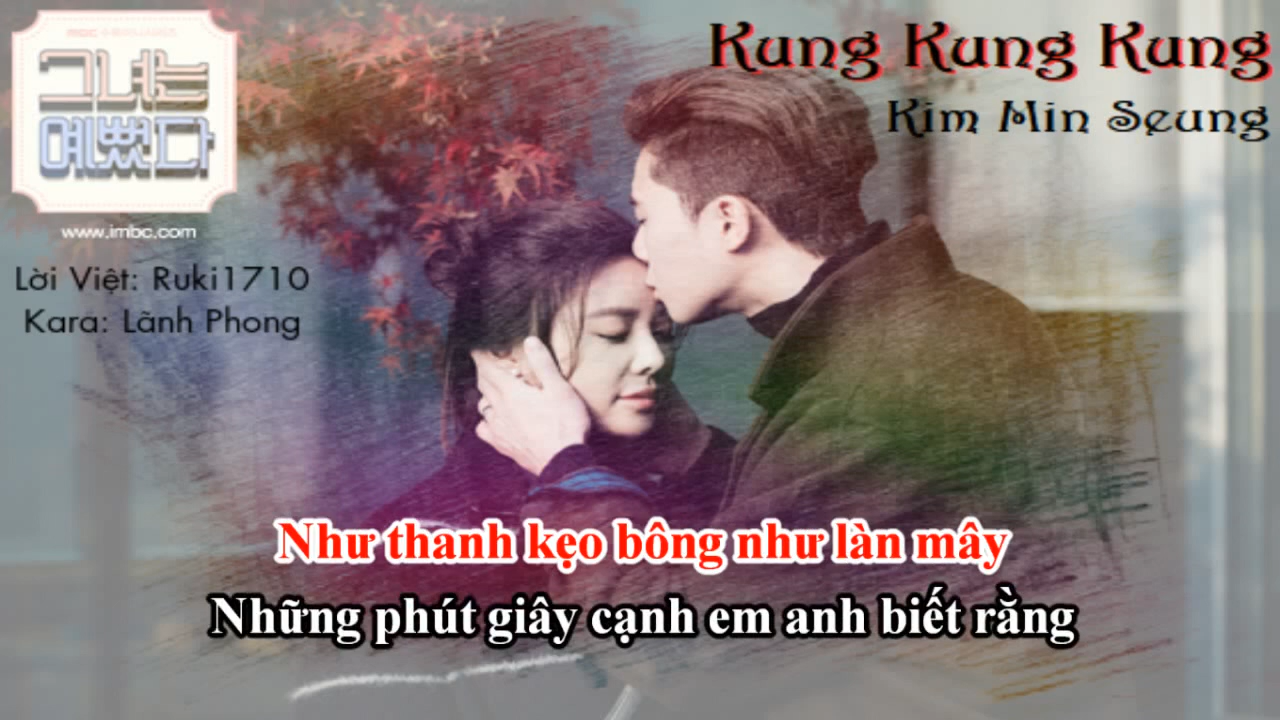 그녀는
예뻤다
www.imbc.com
Lời Việt: Ruki1710
Kara: Lãnh Phong
Kung Kung Kung
Kim Min Seung
Như thanh kẹo bông như làn mây
Những phút giây cạnh em anh biết rằng